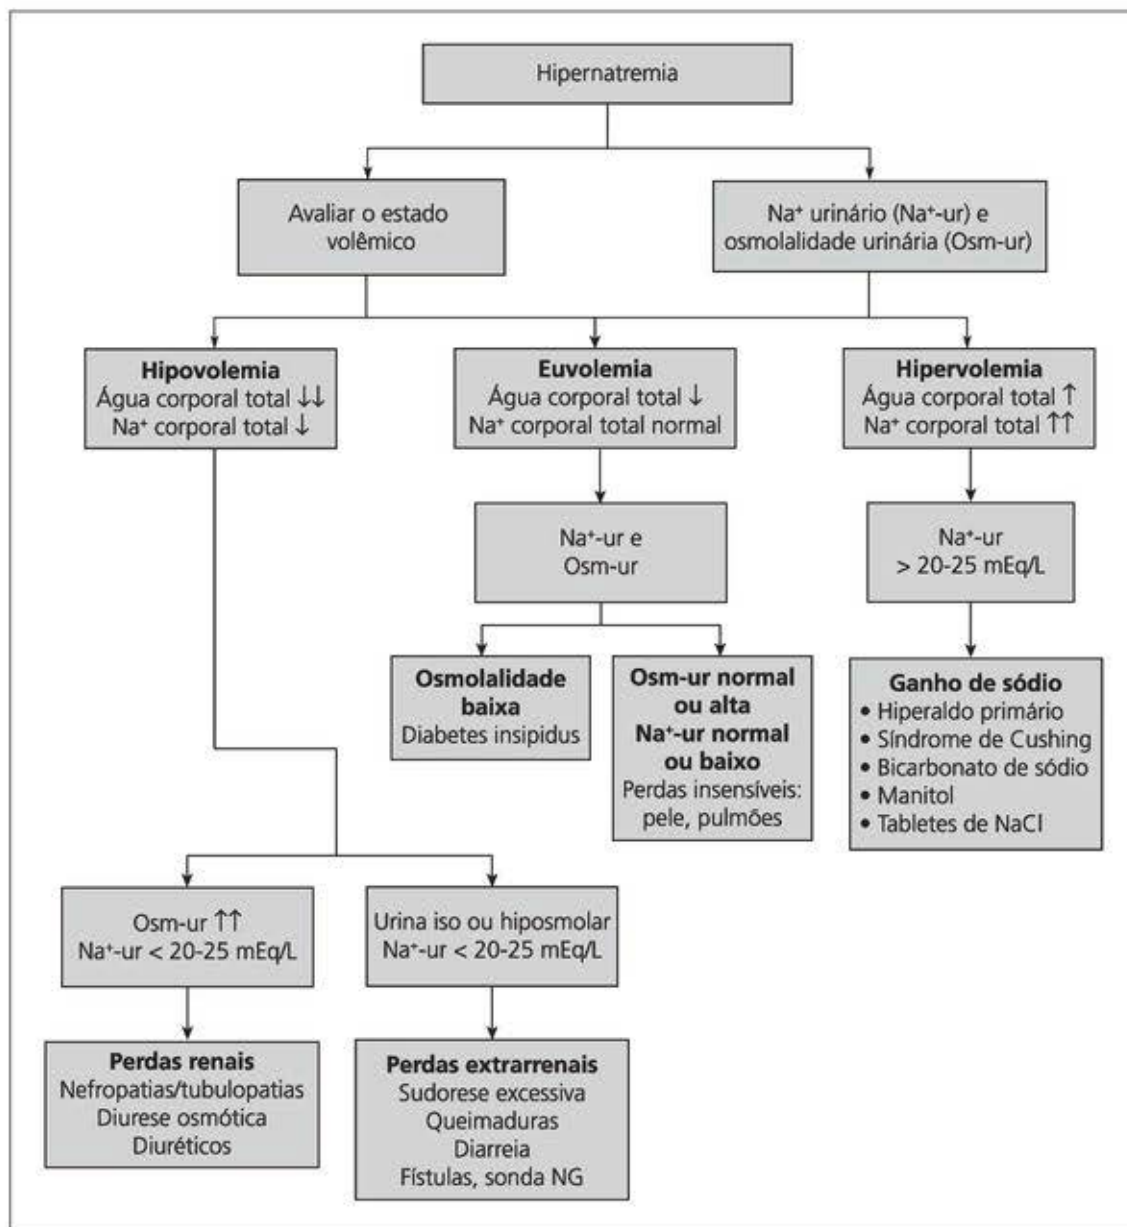 Hipernatremia
Avaliar o estado
volêmico
Na⁺ urinário (Na⁺-ur) e
osmolalidade urinária (Osm-ur)
Hipovolemia
Água corporal total ↓↓
Na⁺ corporal total ↓
Euvolemia
Água corporal total ↓
Na⁺ corporal total normal
Hipervolemia
Água corporal total ↑
Na⁺ corporal total ↑↑
Na⁺-ur e
Osm-ur
Na⁺-ur
> 20-25 mEq/L
Osmolalidade
baixa
Diabetes insipidus
Osm-ur normal
ou alta
Na⁺-ur normal
ou baixo
Perdas insensíveis:
pele, pulmões
Ganho de sódio
• Hiperaldo primário
• Síndrome de Cushing
• Bicarbonato de sódio
• Manitol
• Tabletes de NaCl
Osm-ur ↑↑
Na⁺-ur < 20-25 mEq/L
Urina iso ou hiposmolar
Na⁺-ur < 20-25 mEq/L
Perdas renais
Nefropatias/tubulopatias
Diurese osmótica
Diuréticos
Perdas extrarrenais
Sudorese excessiva
Queimaduras
Diarreia
Fístulas, sonda NG